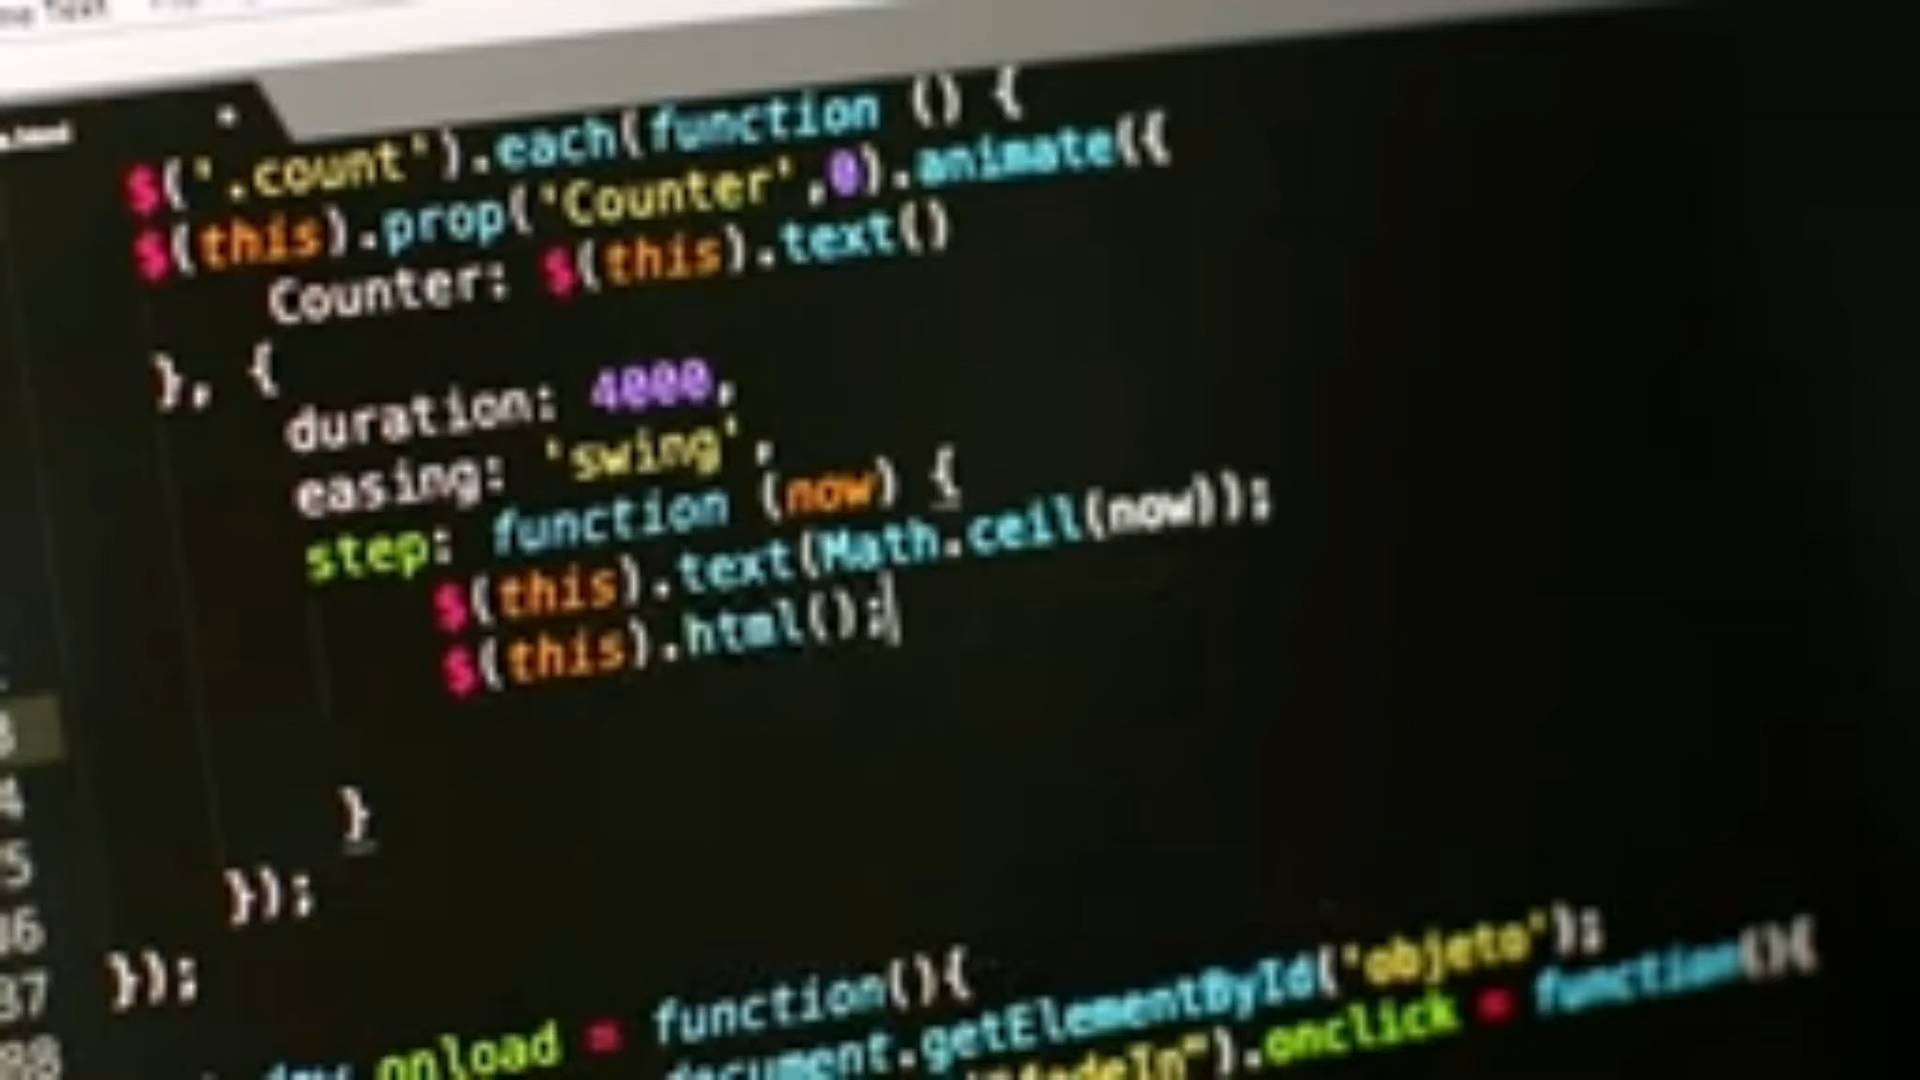 $('.count').each(function () {
$(this).prop('Counter',0).animate({
Counter: $(this).text()
}, {
duration: 4000,
easing: 'swing',
step: function (now) {
$(this).text(Math.ceil(now));
$(this).html();
}
});
});
onload = function(){
document.getElementById('objeto');
fadeIn").onclick = function(){